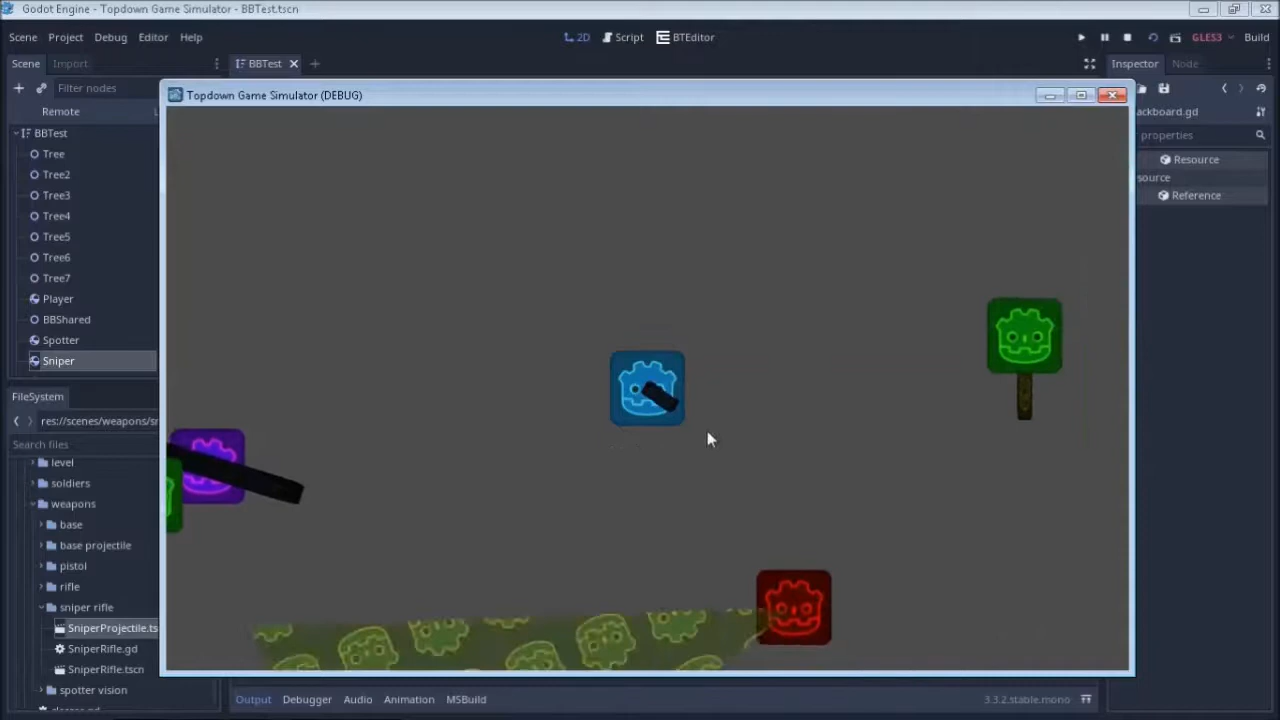 Godot Engine - Topdown Game Simulator - BBTest.tscn
Scene Project Debug Editor Help 2D Script BTEditor GLES3 Build
Scene Import BBTest Inspector Node
Filter nodes
Remote ackboard.gd
BBTest properties
Tree Resource
Tree2 source
Tree3 Reference
Tree4
Tree5
Tree6
Tree7
Player
BBShared
Spotter
Sniper
Topdown Game Simulator (DEBUG)
FileSystem
res://scenes/weapons/sr
Search files
level
soldiers
weapons
base
base projectile
pistol
rifle
sniper rifle
SniperProjectile.ts
SniperRifle.gd
SniperRifle.tscn
spotter vision
Output Debugger Audio Animation MSBuild 3.3.2.stable.mono